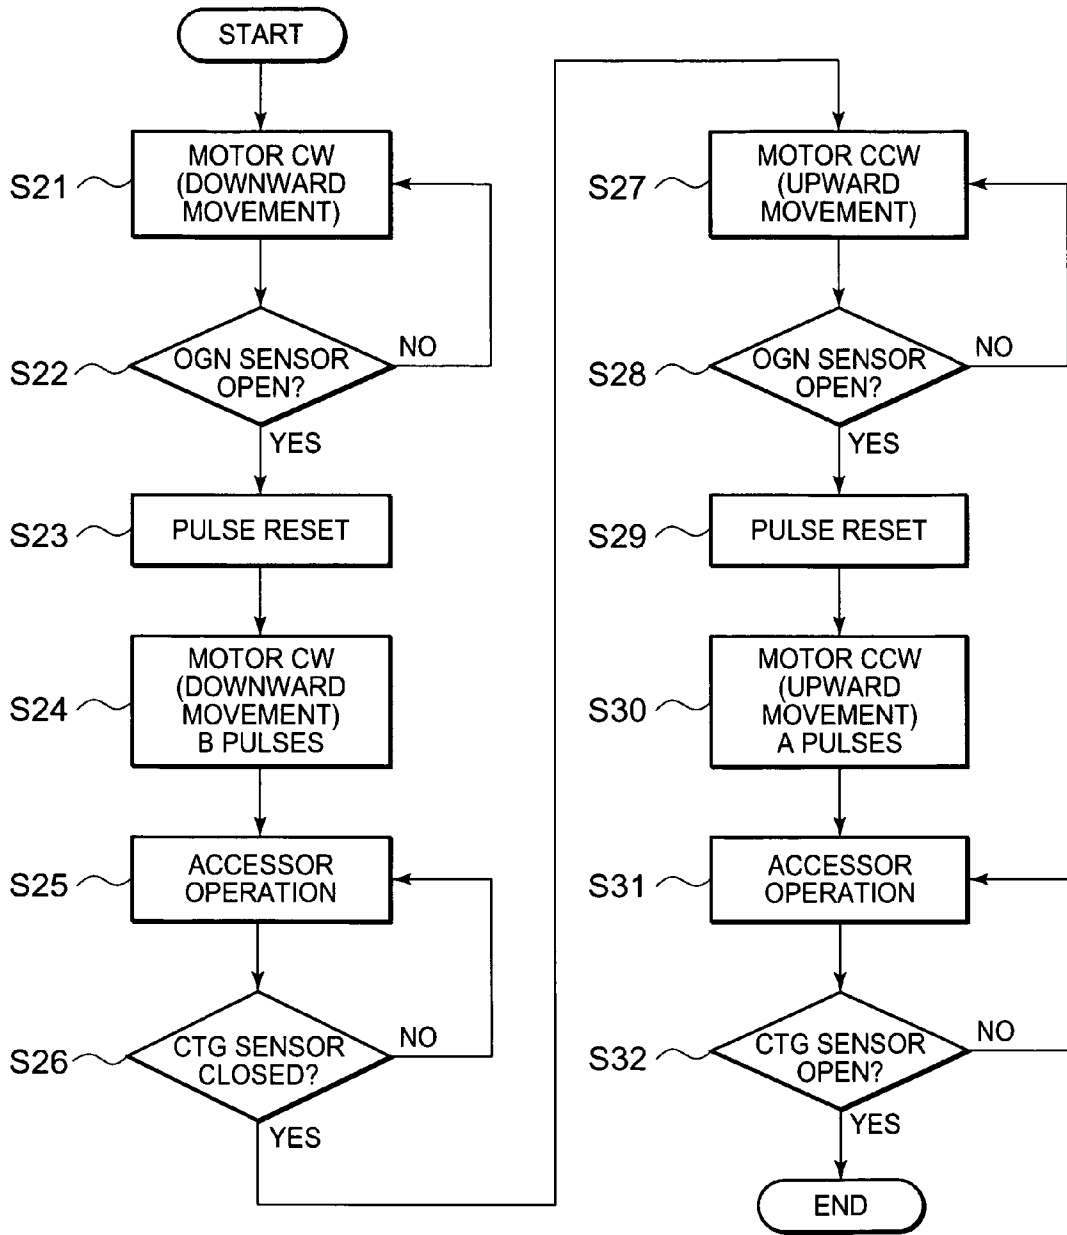 START
S21
MOTOR CW
(DOWNWARD
MOVEMENT)
S22
OGN SENSOR
OPEN?
NO
YES
S23
PULSE RESET
S24
MOTOR CW
(DOWNWARD
MOVEMENT)
B PULSES
S25
ACCESSOR
OPERATION
S26
CTG SENSOR
CLOSED?
NO
YES
S27
MOTOR CCW
(UPWARD
MOVEMENT)
S28
OGN SENSOR
OPEN?
NO
YES
S29
PULSE RESET
S30
MOTOR CCW
(UPWARD
MOVEMENT)
A PULSES
S31
ACCESSOR
OPERATION
S32
CTG SENSOR
OPEN?
NO
YES
END